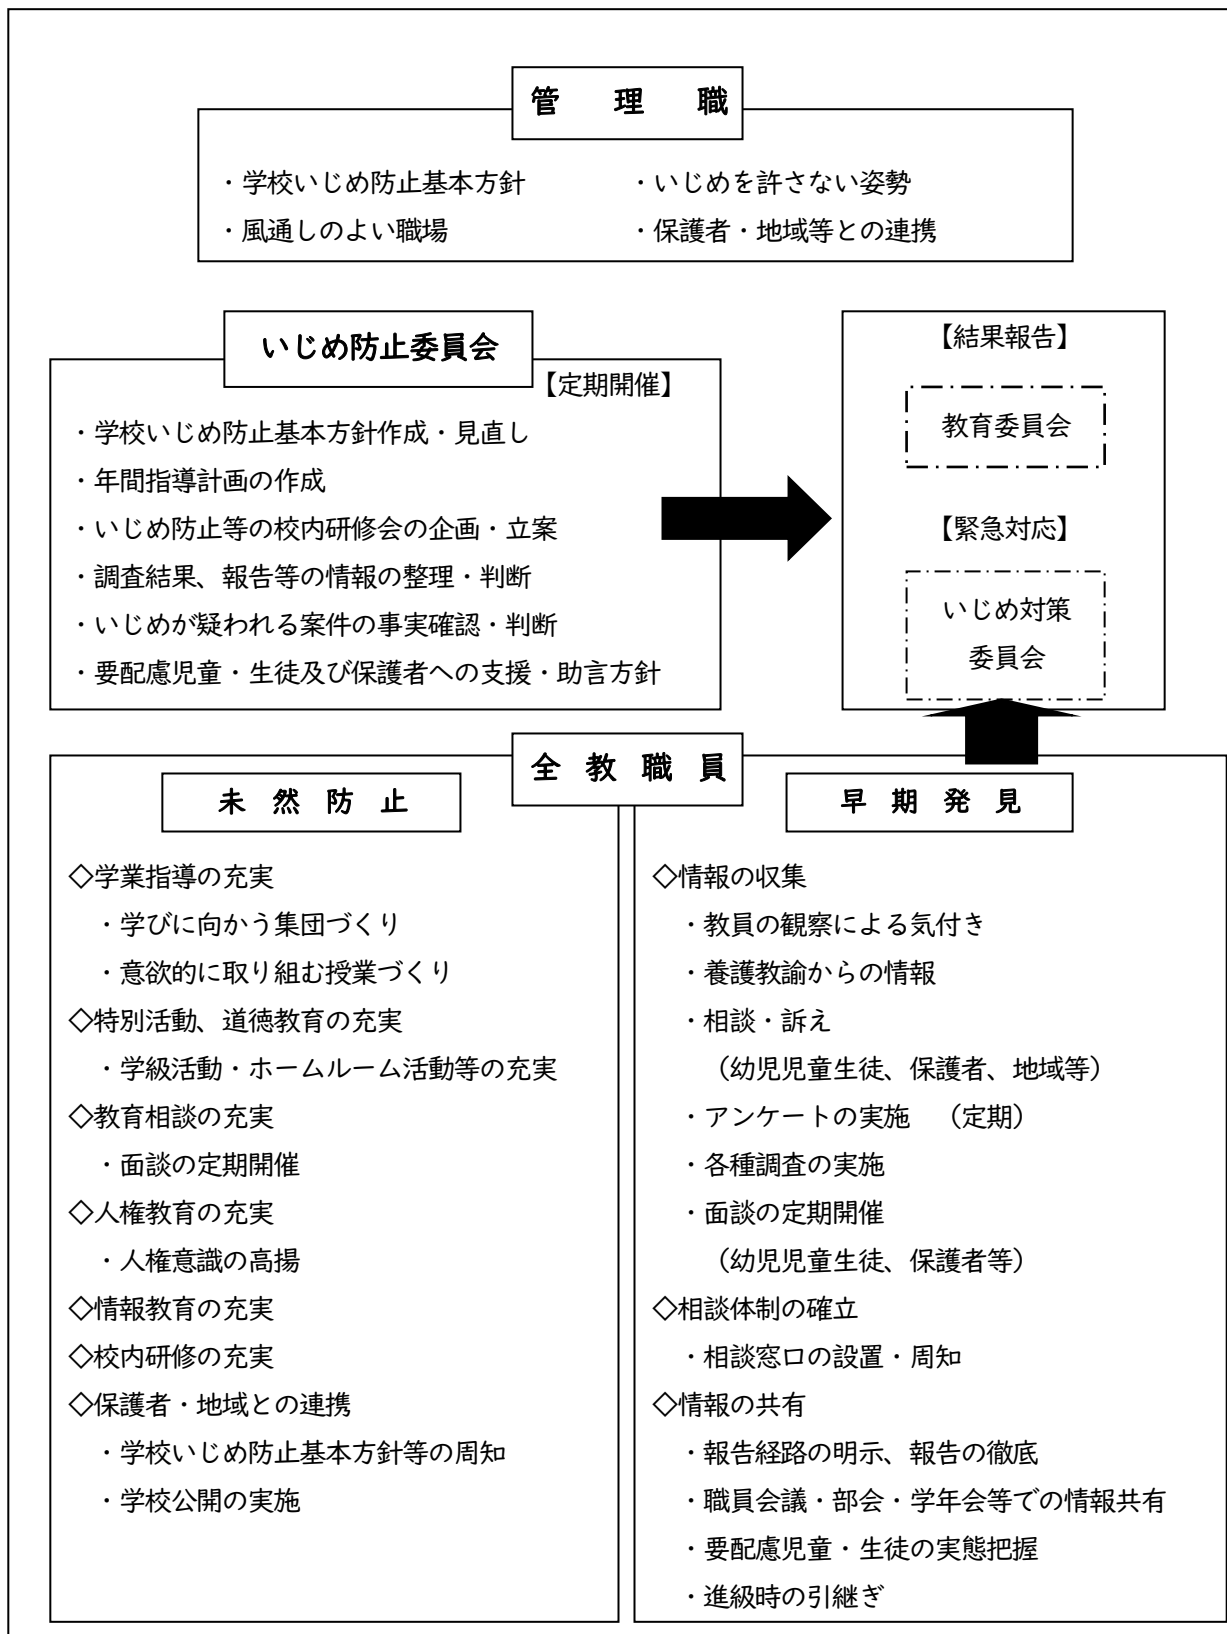 管理職
・学校いじめ防止基本方針
・いじめを許さない姿勢
・風通しのよい職場
・保護者・地域等との連携
いじめ防止委員会
【定期開催】
・学校いじめ防止基本方針作成・見直し
・年間指導計画の作成
・いじめ防止等の校内研修会の企画・立案
・調査結果、報告等の情報の整理・判断
・いじめが疑われる案件の事実確認・判断
・要配慮児童・生徒及び保護者への支援・助言方針
【結果報告】
教育委員会
【緊急対応】
いじめ対策
委員会
全教職員
未然防止
◇学業指導の充実
・学びに向かう集団づくり
・意欲的に取り組む授業づくり
◇特別活動、道徳教育の充実
・学級活動・ホームルーム活動等の充実
◇教育相談の充実
・面談の定期開催
◇人権教育の充実
・人権意識の高揚
◇情報教育の充実
◇校内研修の充実
◇保護者・地域との連携
・学校いじめ防止基本方針等の周知
・学校公開の実施
早期発見
◇情報の収集
・教員の観察による気付き
・養護教諭からの情報
・相談・訴え
（幼児児童生徒、保護者、地域等）
・アンケートの実施　（定期）
・各種調査の実施
・面談の定期開催
（幼児児童生徒、保護者等）
◇相談体制の確立
・相談窓口の設置・周知
◇情報の共有
・報告経路の明示、報告の徹底
・職員会議・部会・学年会等での情報共有
・要配慮児童・生徒の実態把握
・進級時の引継ぎ